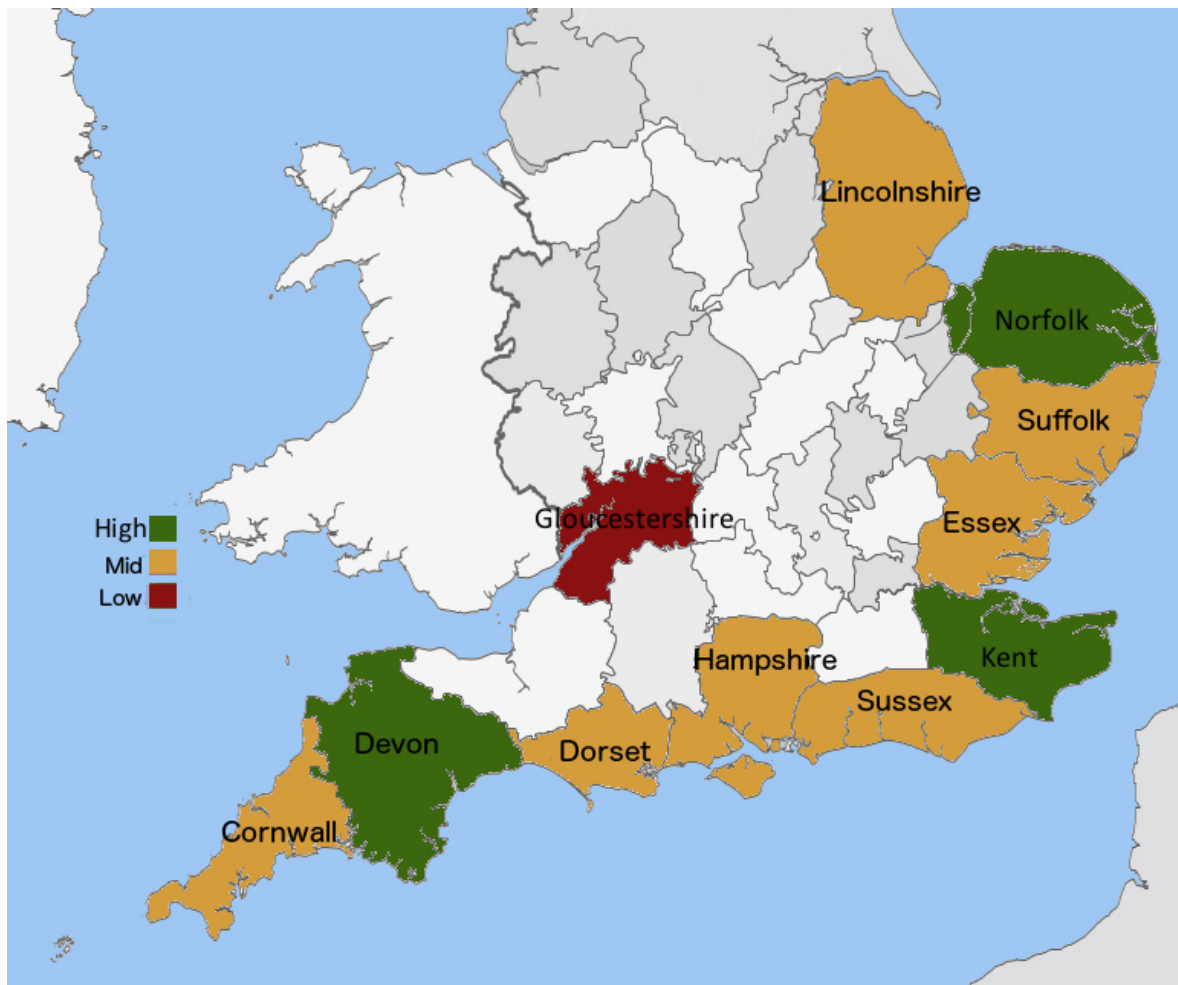 Lincolnshire
Norfolk
Suffolk
Gloucestershire
Essex
High
Mid
Low
Kent
Hampshire
Sussex
Devon
Dorset
Cornwall